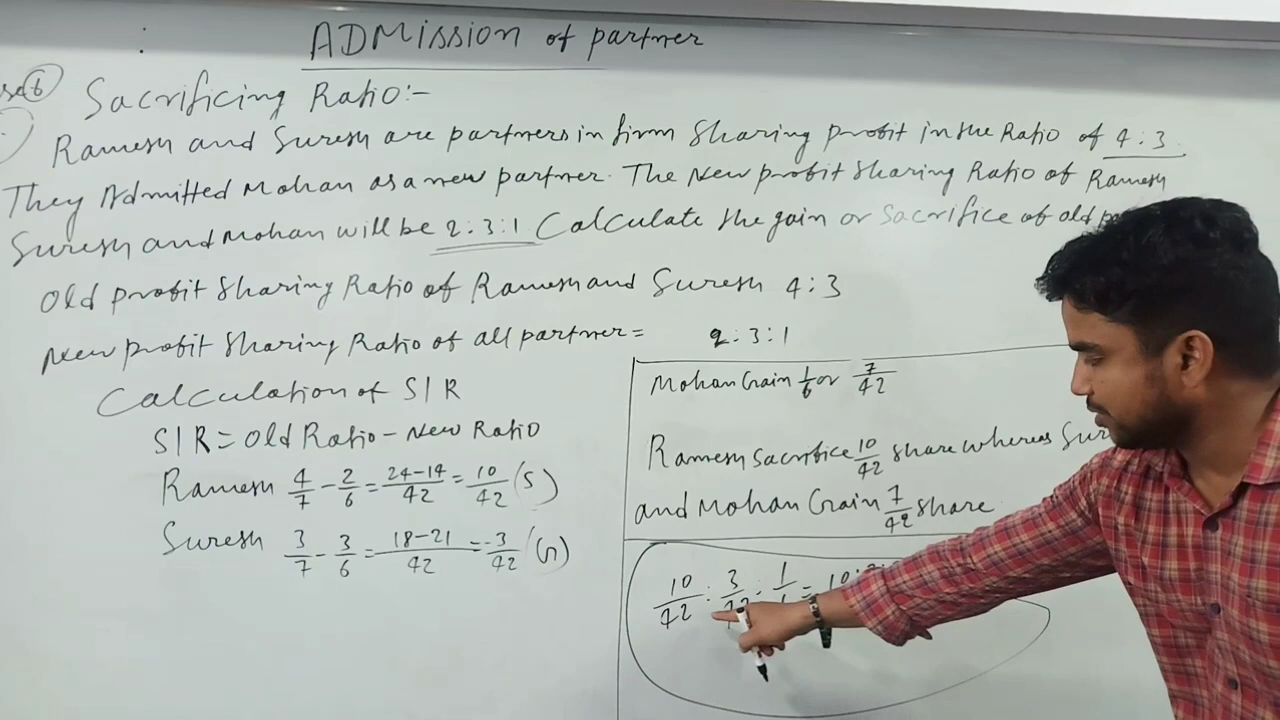 ADMission of partner
Sacrificing Ratio:-
Ramesh and Suresh are partners in firm Sharing profit in the Ratio of 4:3.
They Admitted Mohan as a new partner. The New profit Sharing Ratio of Ramesh
Suresh and Mohan will be 2:3:1. Calculate the gain or Sacrifice of old
Old profit Sharing Ratio of Ramesh and Suresh 4:3
New profit Sharing Ratio of all partner = 2:3:1
Calculation of S/R
S/R = Old Ratio - New Ratio
Ramesh 4/7 - 2/6 = 24-14/42 = 10/42 (S)
Suresh 3/7 - 3/6 = 18-21/42 = -3/42 (G)
Mohan Gain 1/6 or 7/42
Ramesh Sacrifice 10/42 share whereas
and Mohan Gain 7/42 share
10/42 : 3/42 :